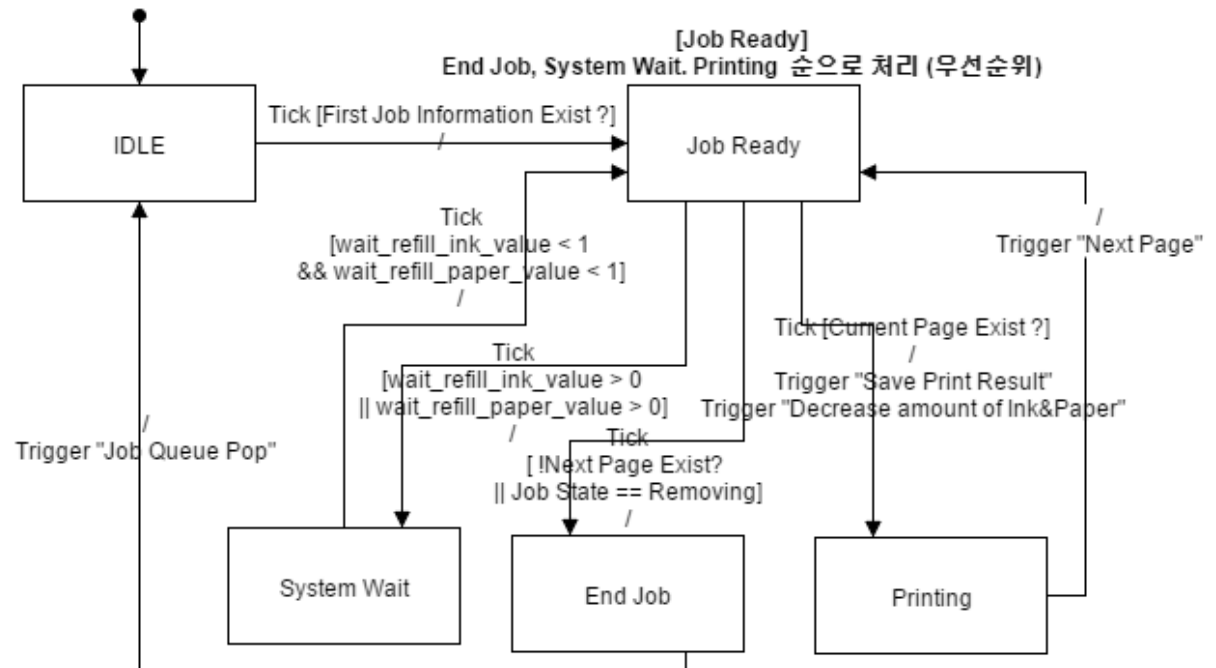 [Job Ready]
End Job, System Wait. Printing 순으로 처리 (우선순위)
IDLE
Tick [First Job Information Exist ?]
/
Job Ready
Tick
[wait_refill_ink_value < 1
&& wait_refill_paper_value < 1]
/
/
Trigger "Next Page"
Tick [Current Page Exist ?]
/
Trigger "Save Print Result"
Trigger "Decrease amount of Ink&Paper"
Tick
[wait_refill_ink_value > 0
|| wait_refill_paper_value > 0]
/
/
Trigger "Job Queue Pop"
Tick
[ !Next Page Exist?
|| Job State == Removing]
/
System Wait
End Job
Printing